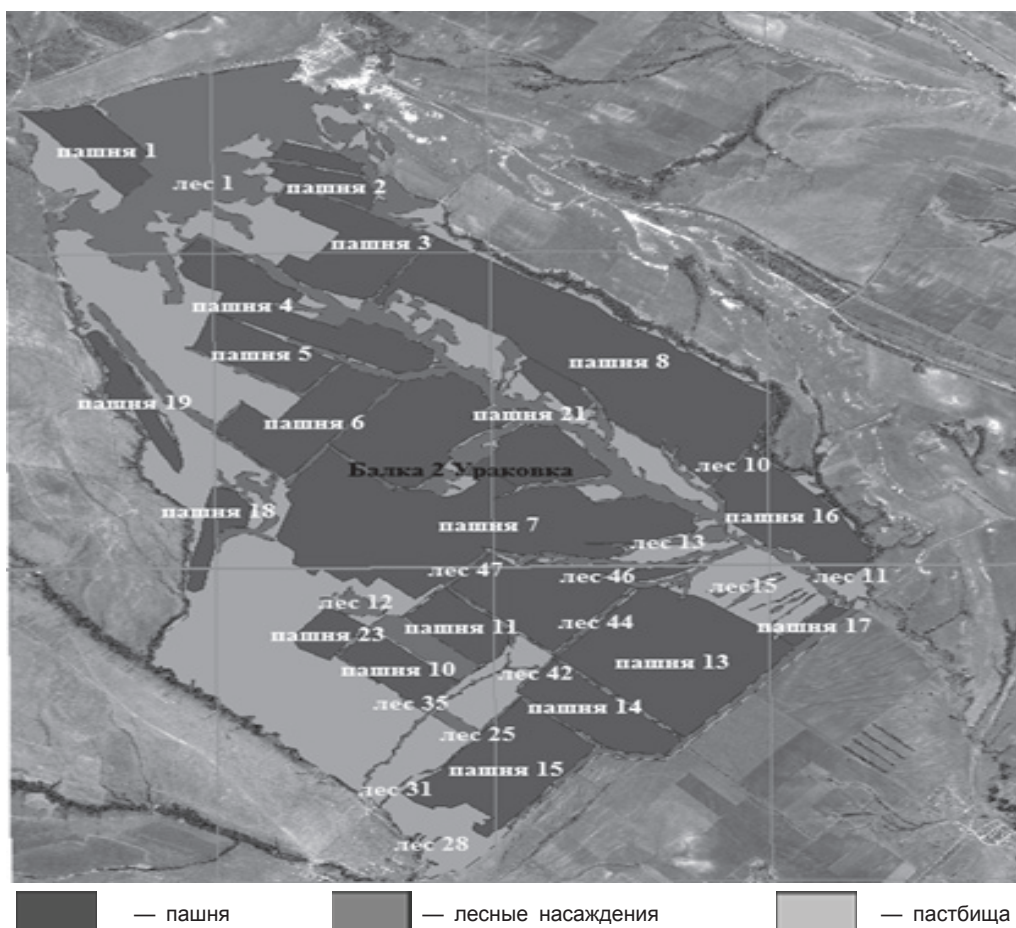 пашня 1
лес 1
пашня 2
пашня 3
пашня 4
пашня 5
пашня 8
пашня 19
пашня 21
пашня 6
лес 10
Балка 2 Ураковка
пашня 18
пашня 7
пашня 16
лес 13
лес 47
лес 46
лес15
лес 11
лес 12
пашня 11
лес 44
пашня 17
пашня 23
пашня 10
лес 42
пашня 13
лес 35
пашня 14
лес 25
пашня 15
лес 31
лес 28
— пашня
— лесные насаждения
— пастбища